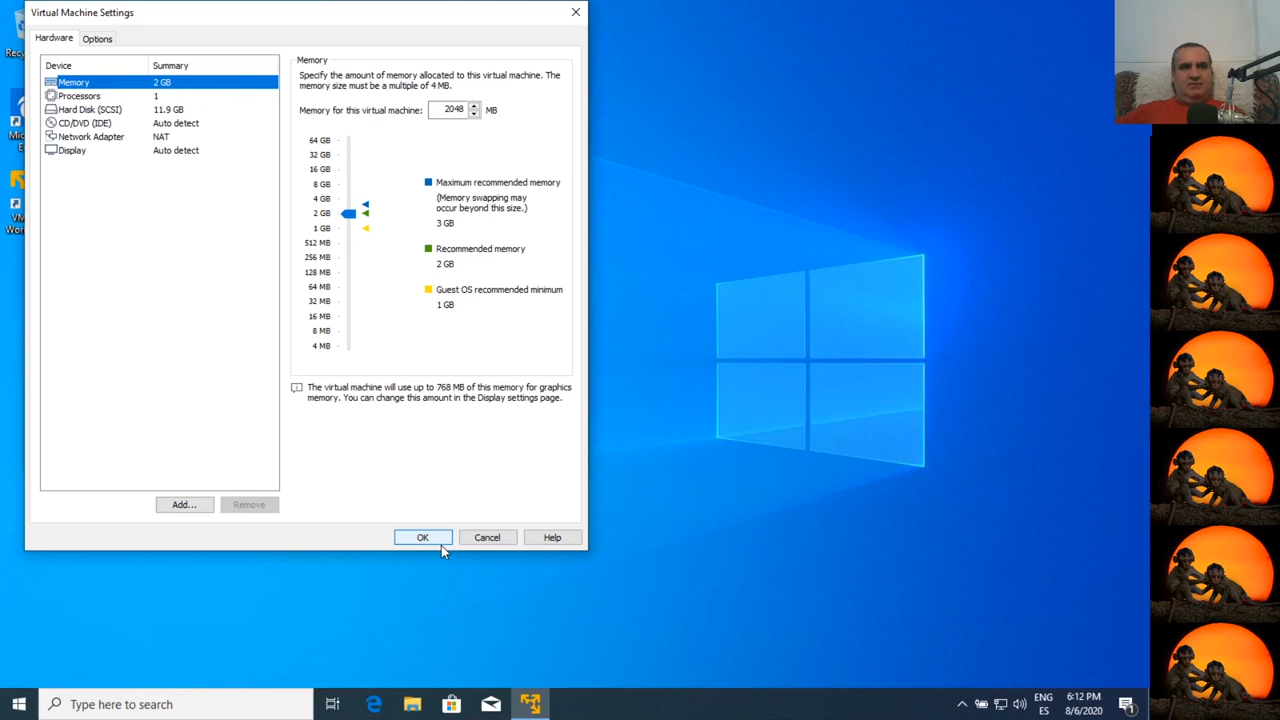 Virtual Machine Settings
Hardware
Options
Device
Summary
Memory
2 GB
Processors
1
Hard Disk (SCSI)
11.9 GB
CD/DVD (IDE)
Auto detect
Network Adapter
NAT
Display
Auto detect
Add...
Remove
Memory
Specify the amount of memory allocated to this virtual machine. The
memory size must be a multiple of 4 MB.
Memory for this virtual machine:
2048
MB
64 GB
32 GB
16 GB
8 GB
4 GB
2 GB
1 GB
512 MB
256 MB
128 MB
64 MB
32 MB
16 MB
8 MB
4 MB
Maximum recommended memory
(Memory swapping may
occur beyond this size.)
3 GB
Recommended memory
2 GB
Guest OS recommended minimum
1 GB
The virtual machine will use up to 768 MB of this memory for graphics
memory. You can change this amount in the Display settings page.
OK
Cancel
Help
Type here to search
ENG
ES
6:12 PM
8/6/2020
1